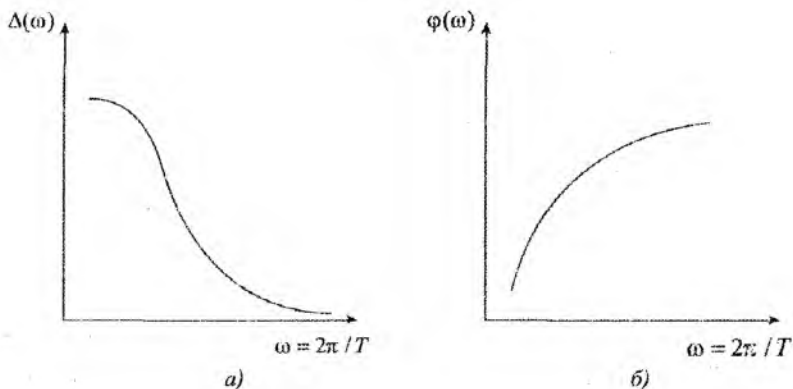 Δ(ω)
φ(ω)
ω = 2π / T
ω = 2π / T
а)
б)